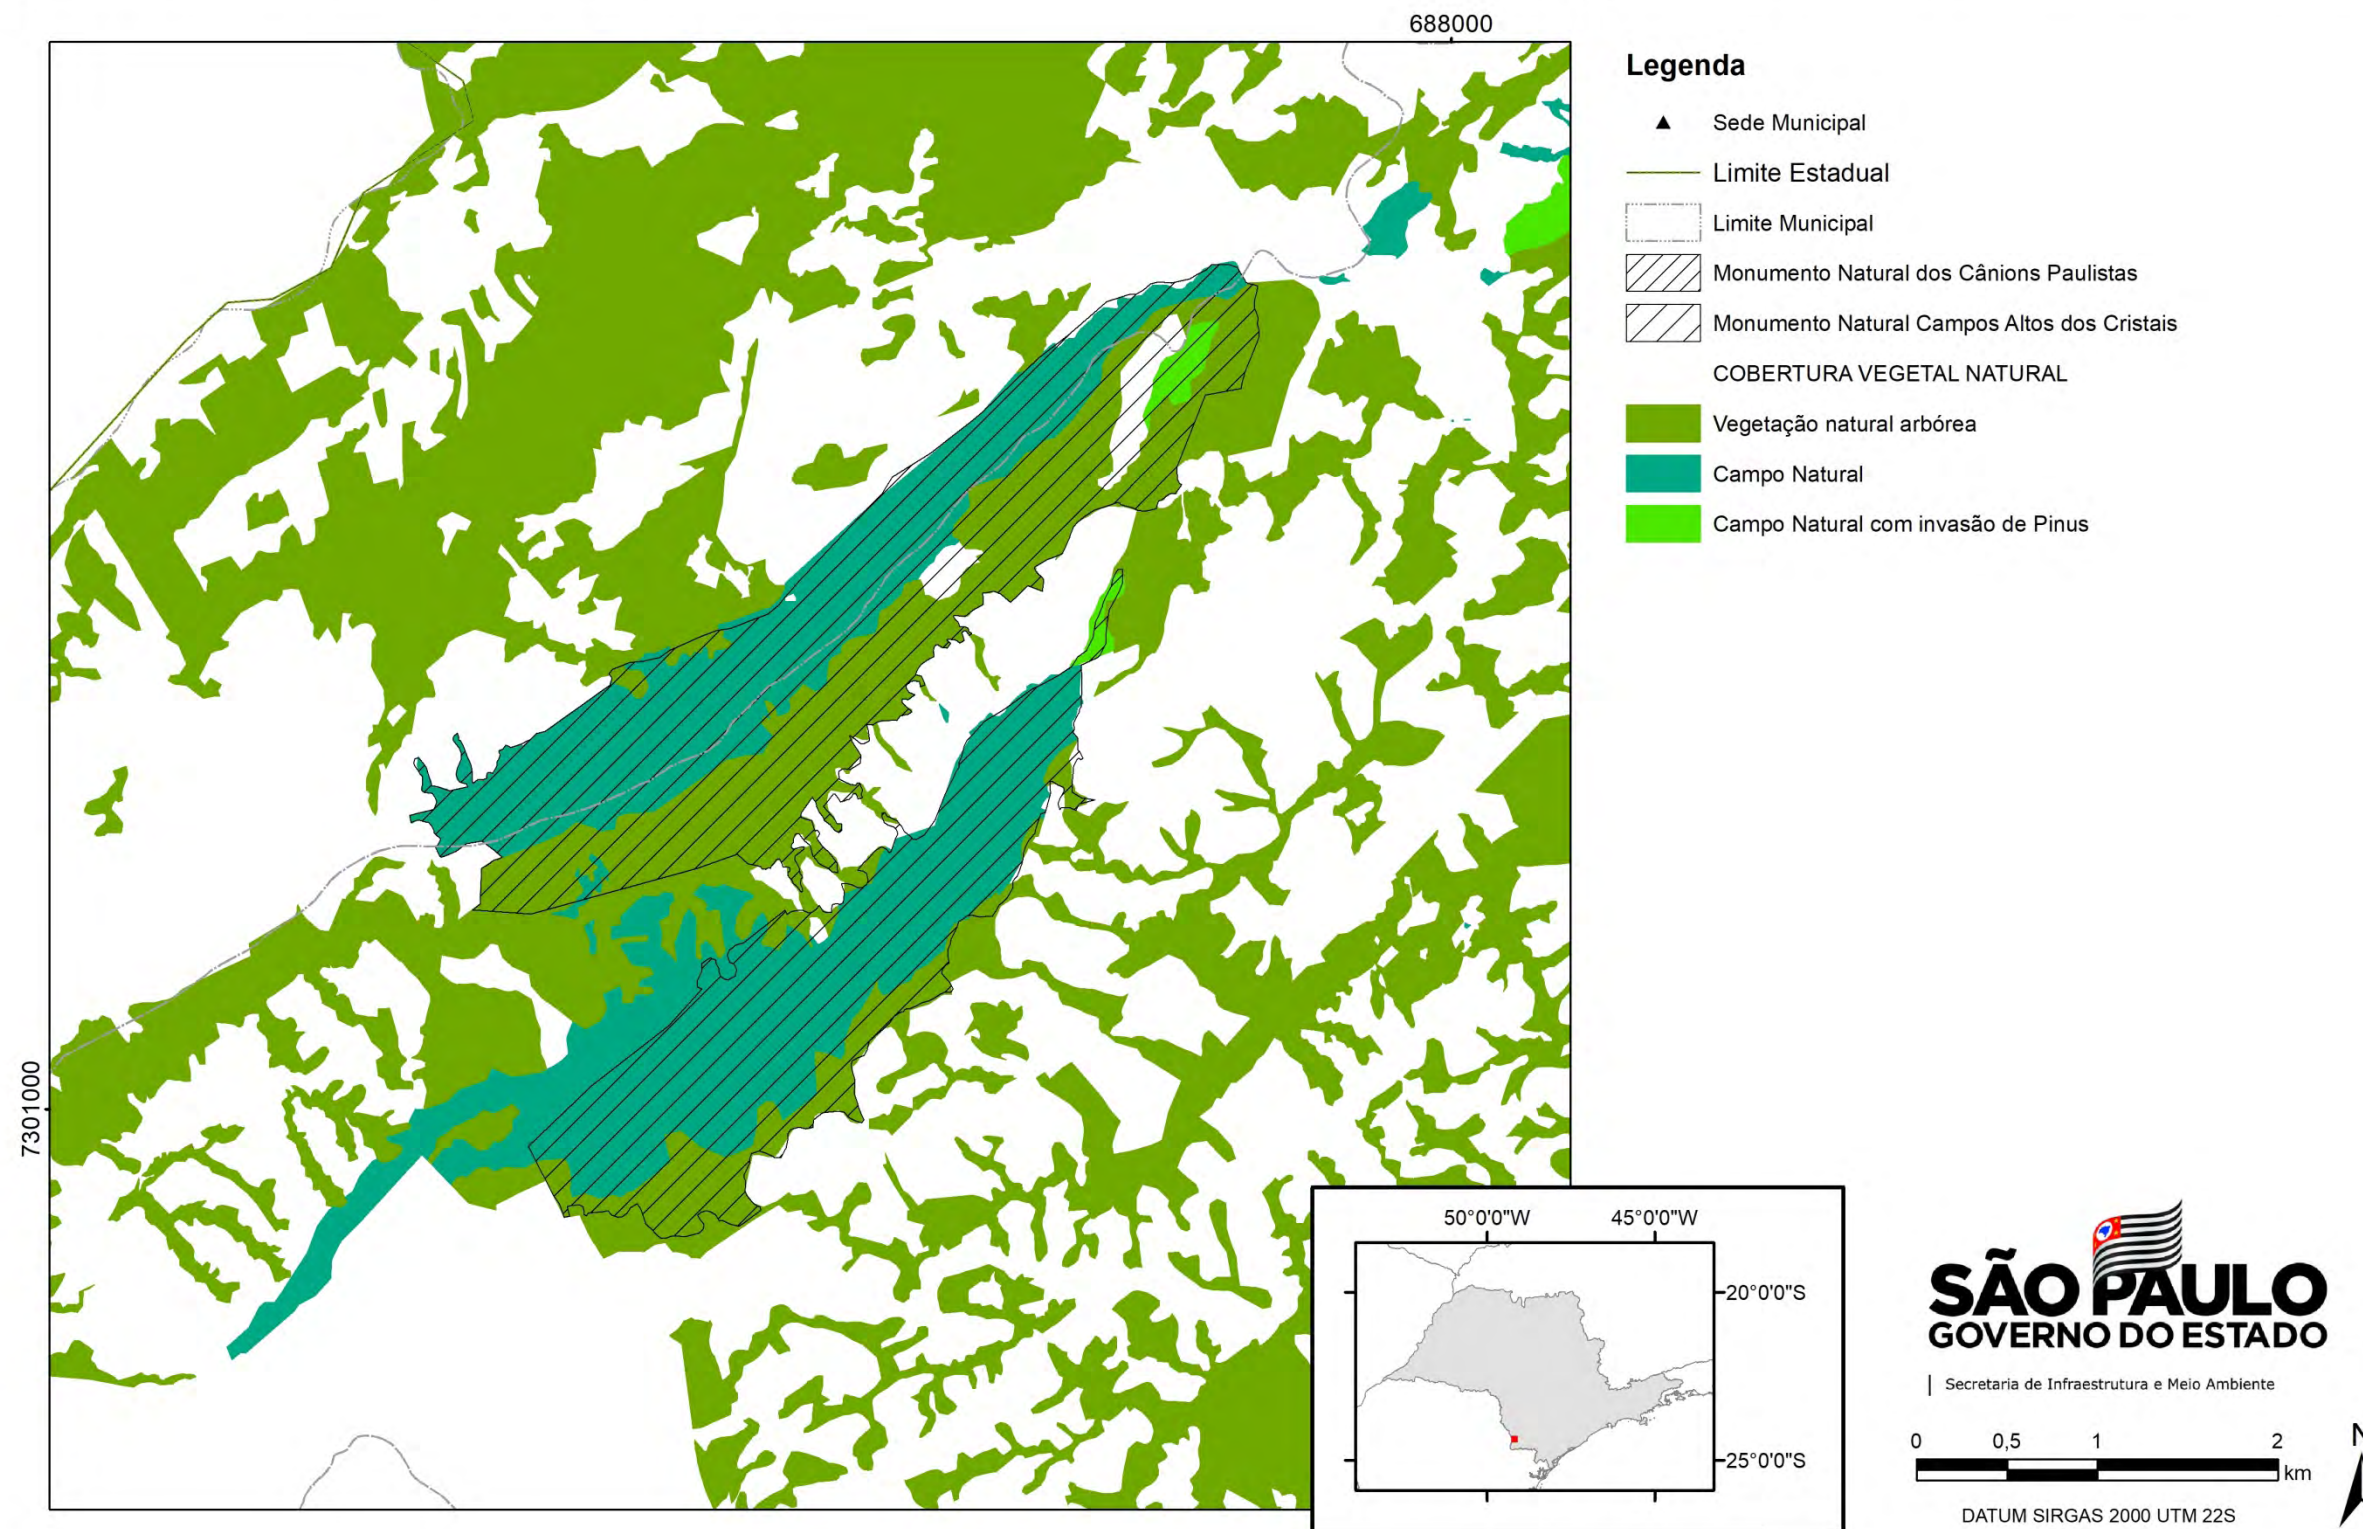 688000
7301000
Legenda
Sede Municipal
Limite Estadual
Limite Municipal
Monumento Natural dos Cânions Paulistas
Monumento Natural Campos Altos dos Cristais
COBERTURA VEGETAL NATURAL
Vegetação natural arbórea
Campo Natural
Campo Natural com invasão de Pinus
50°0'0"W 45°0'0"W
20°0'0"S
25°0'0"S
SÃO PAULO
GOVERNO DO ESTADO
Secretaria de Infraestrutura e Meio Ambiente
0 0,5 1 2
km
N
DATUM SIRGAS 2000 UTM 22S